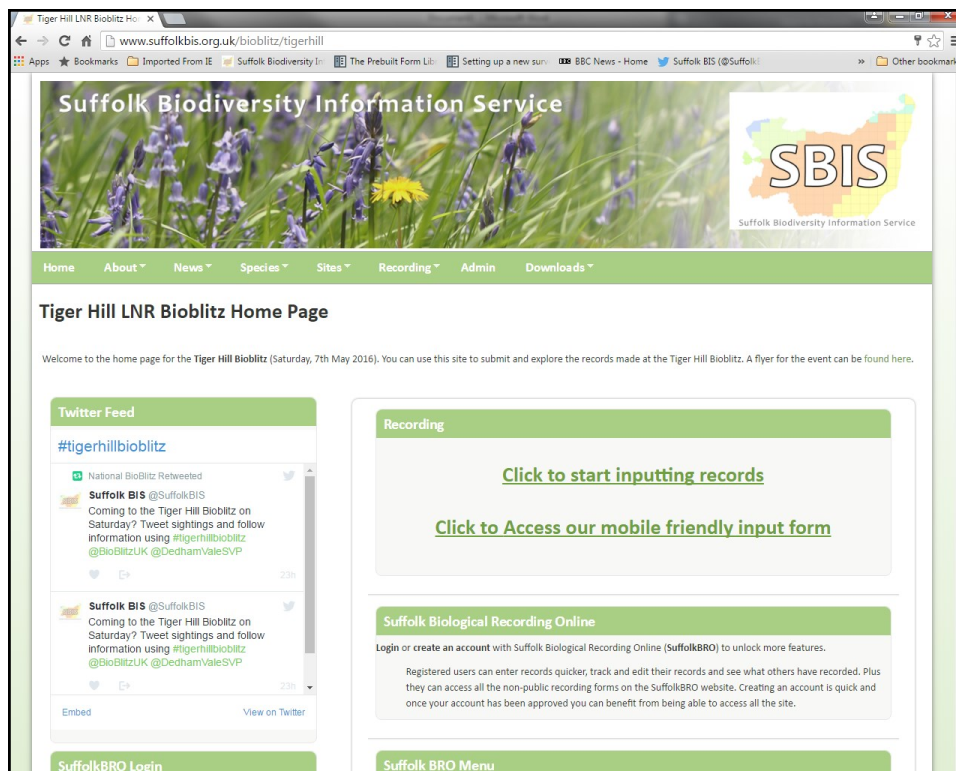 Tiger Hill LNR Bioblitz Hor
www.suffolkbis.org.uk/bioblitz/tigerhill
Apps Bookmarks Imported From IE Suffolk Biodiversity In The Prebuilt Form Lib Setting up a new surv BBC News - Home Suffolk BIS (@Suffolk » Other bookmark
Suffolk Biodiversity Information Service
SBIS
Suffolk Biodiversity Information Service
Home About News Species Sites Recording Admin Downloads
Tiger Hill LNR Bioblitz Home Page
Welcome to the home page for the Tiger Hill Bioblitz (Saturday, 7th May 2016). You can use this site to submit and explore the records made at the Tiger Hill Bioblitz. A flyer for the event can be found here.
Twitter Feed
#tigerhillbioblitz
National BioBlitz Retweeted
Suffolk BIS @SuffolkBIS
Coming to the Tiger Hill Bioblitz on
Saturday? Tweet sightings and follow
information using #tigerhillbioblitz
@BioBlitzUK @DedhamValeSVP
23h
Suffolk BIS @SuffolkBIS
Coming to the Tiger Hill Bioblitz on
Saturday? Tweet sightings and follow
information using #tigerhillbioblitz
@BioBlitzUK @DedhamValeSVP
23h
Embed View on Twitter
SuffolkBRO Login
Recording
Click to start inputting records
Click to Access our mobile friendly input form
Suffolk Biological Recording Online
Login or create an account with Suffolk Biological Recording Online (SuffolkBRO) to unlock more features.
Registered users can enter records quicker, track and edit their records and see what others have recorded. Plus
they can access all the non-public recording forms on the SuffolkBRO website. Creating an account is quick and
once your account has been approved you can benefit from being able to access all the site.
Suffolk BRO Menu